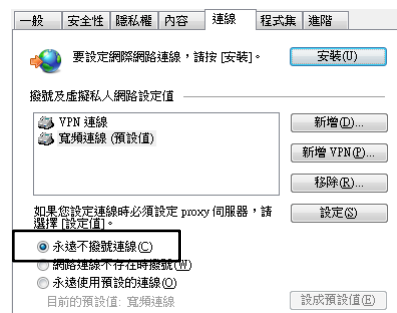 一般 安全性 隱私權 內容 連線 程式集 進階
要設定網際網路連線，請按 [安裝]。 安裝(U)
撥號及虛擬私人網路設定值
VPN 連線 新增(D)...
寬頻連線 (預設值)
新增 VPN(P)...
移除(R)...
如果您設定連線時必須設定 proxy 伺服器，請 設定(S)
選擇 [設定值]。
永遠不撥號連線(C)
網路連線不存在時撥號(W)
永遠使用預設的連線(O)
目前的預設值: 寬頻連線 設成預設值(E)